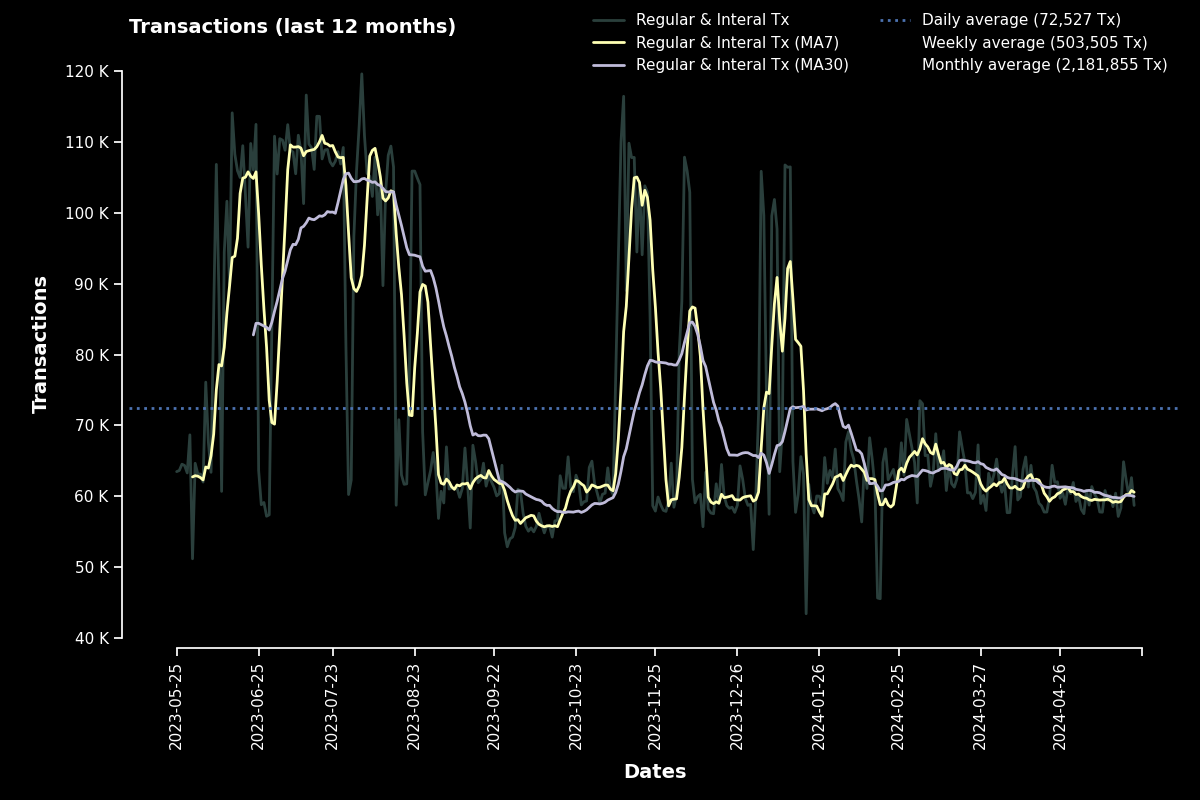 Transactions (last 12 months)
Regular & Interal Tx
Regular & Interal Tx (MA7)
Regular & Interal Tx (MA30)
Daily average (72,527 Tx)
Weekly average (503,505 Tx)
Monthly average (2,181,855 Tx)
Transactions
120 K
110 K
100 K
90 K
80 K
70 K
60 K
50 K
40 K
2023-05-25
2023-06-25
2023-07-23
2023-08-23
2023-09-22
2023-10-23
2023-11-25
2023-12-26
2024-01-26
2024-02-25
2024-03-27
2024-04-26
Dates